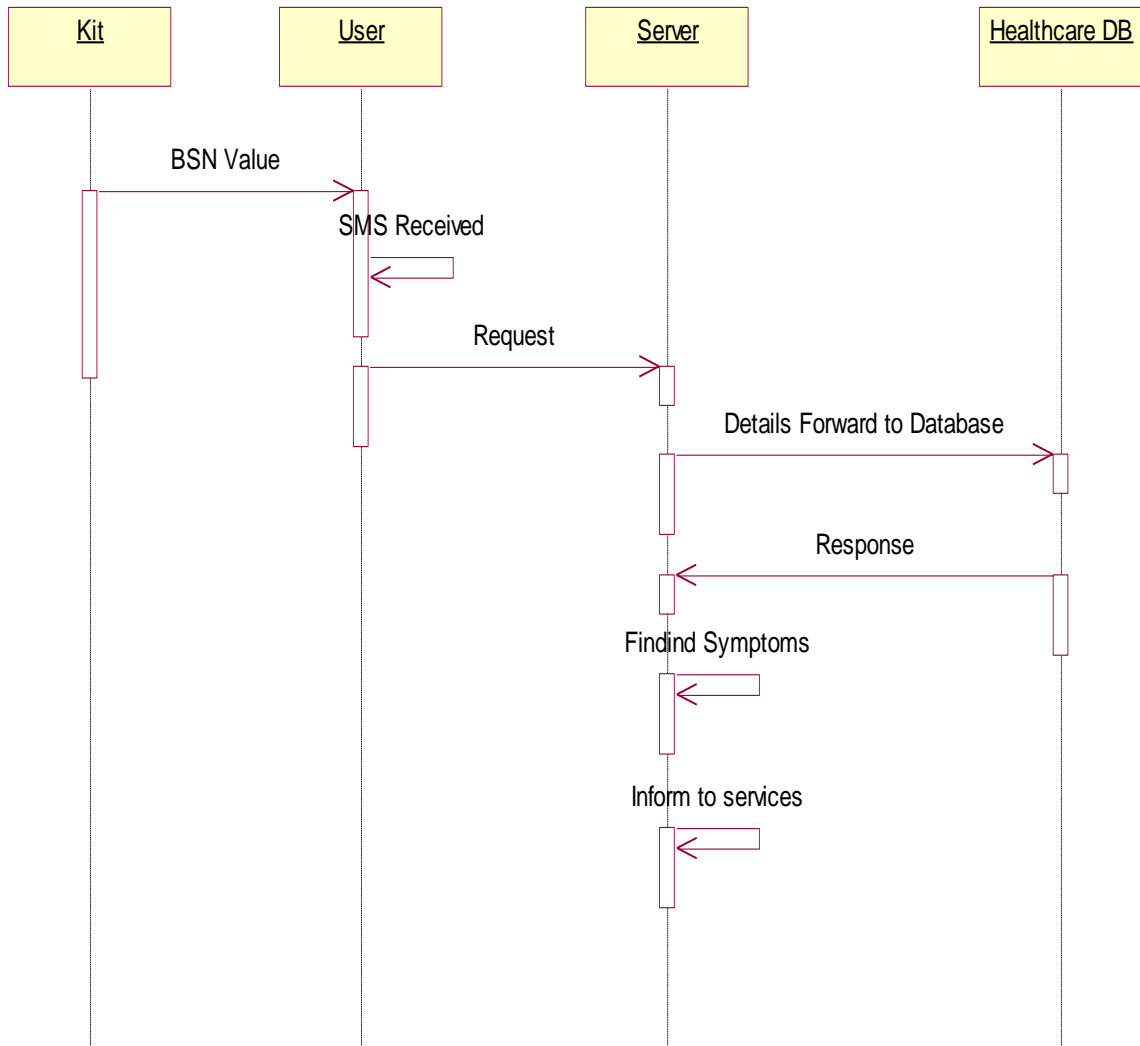 Kit
User
Server
Healthcare DB
BSN Value
SMS Received
Request
Details Forward to Database
Response
Findind Symptoms
Inform to services